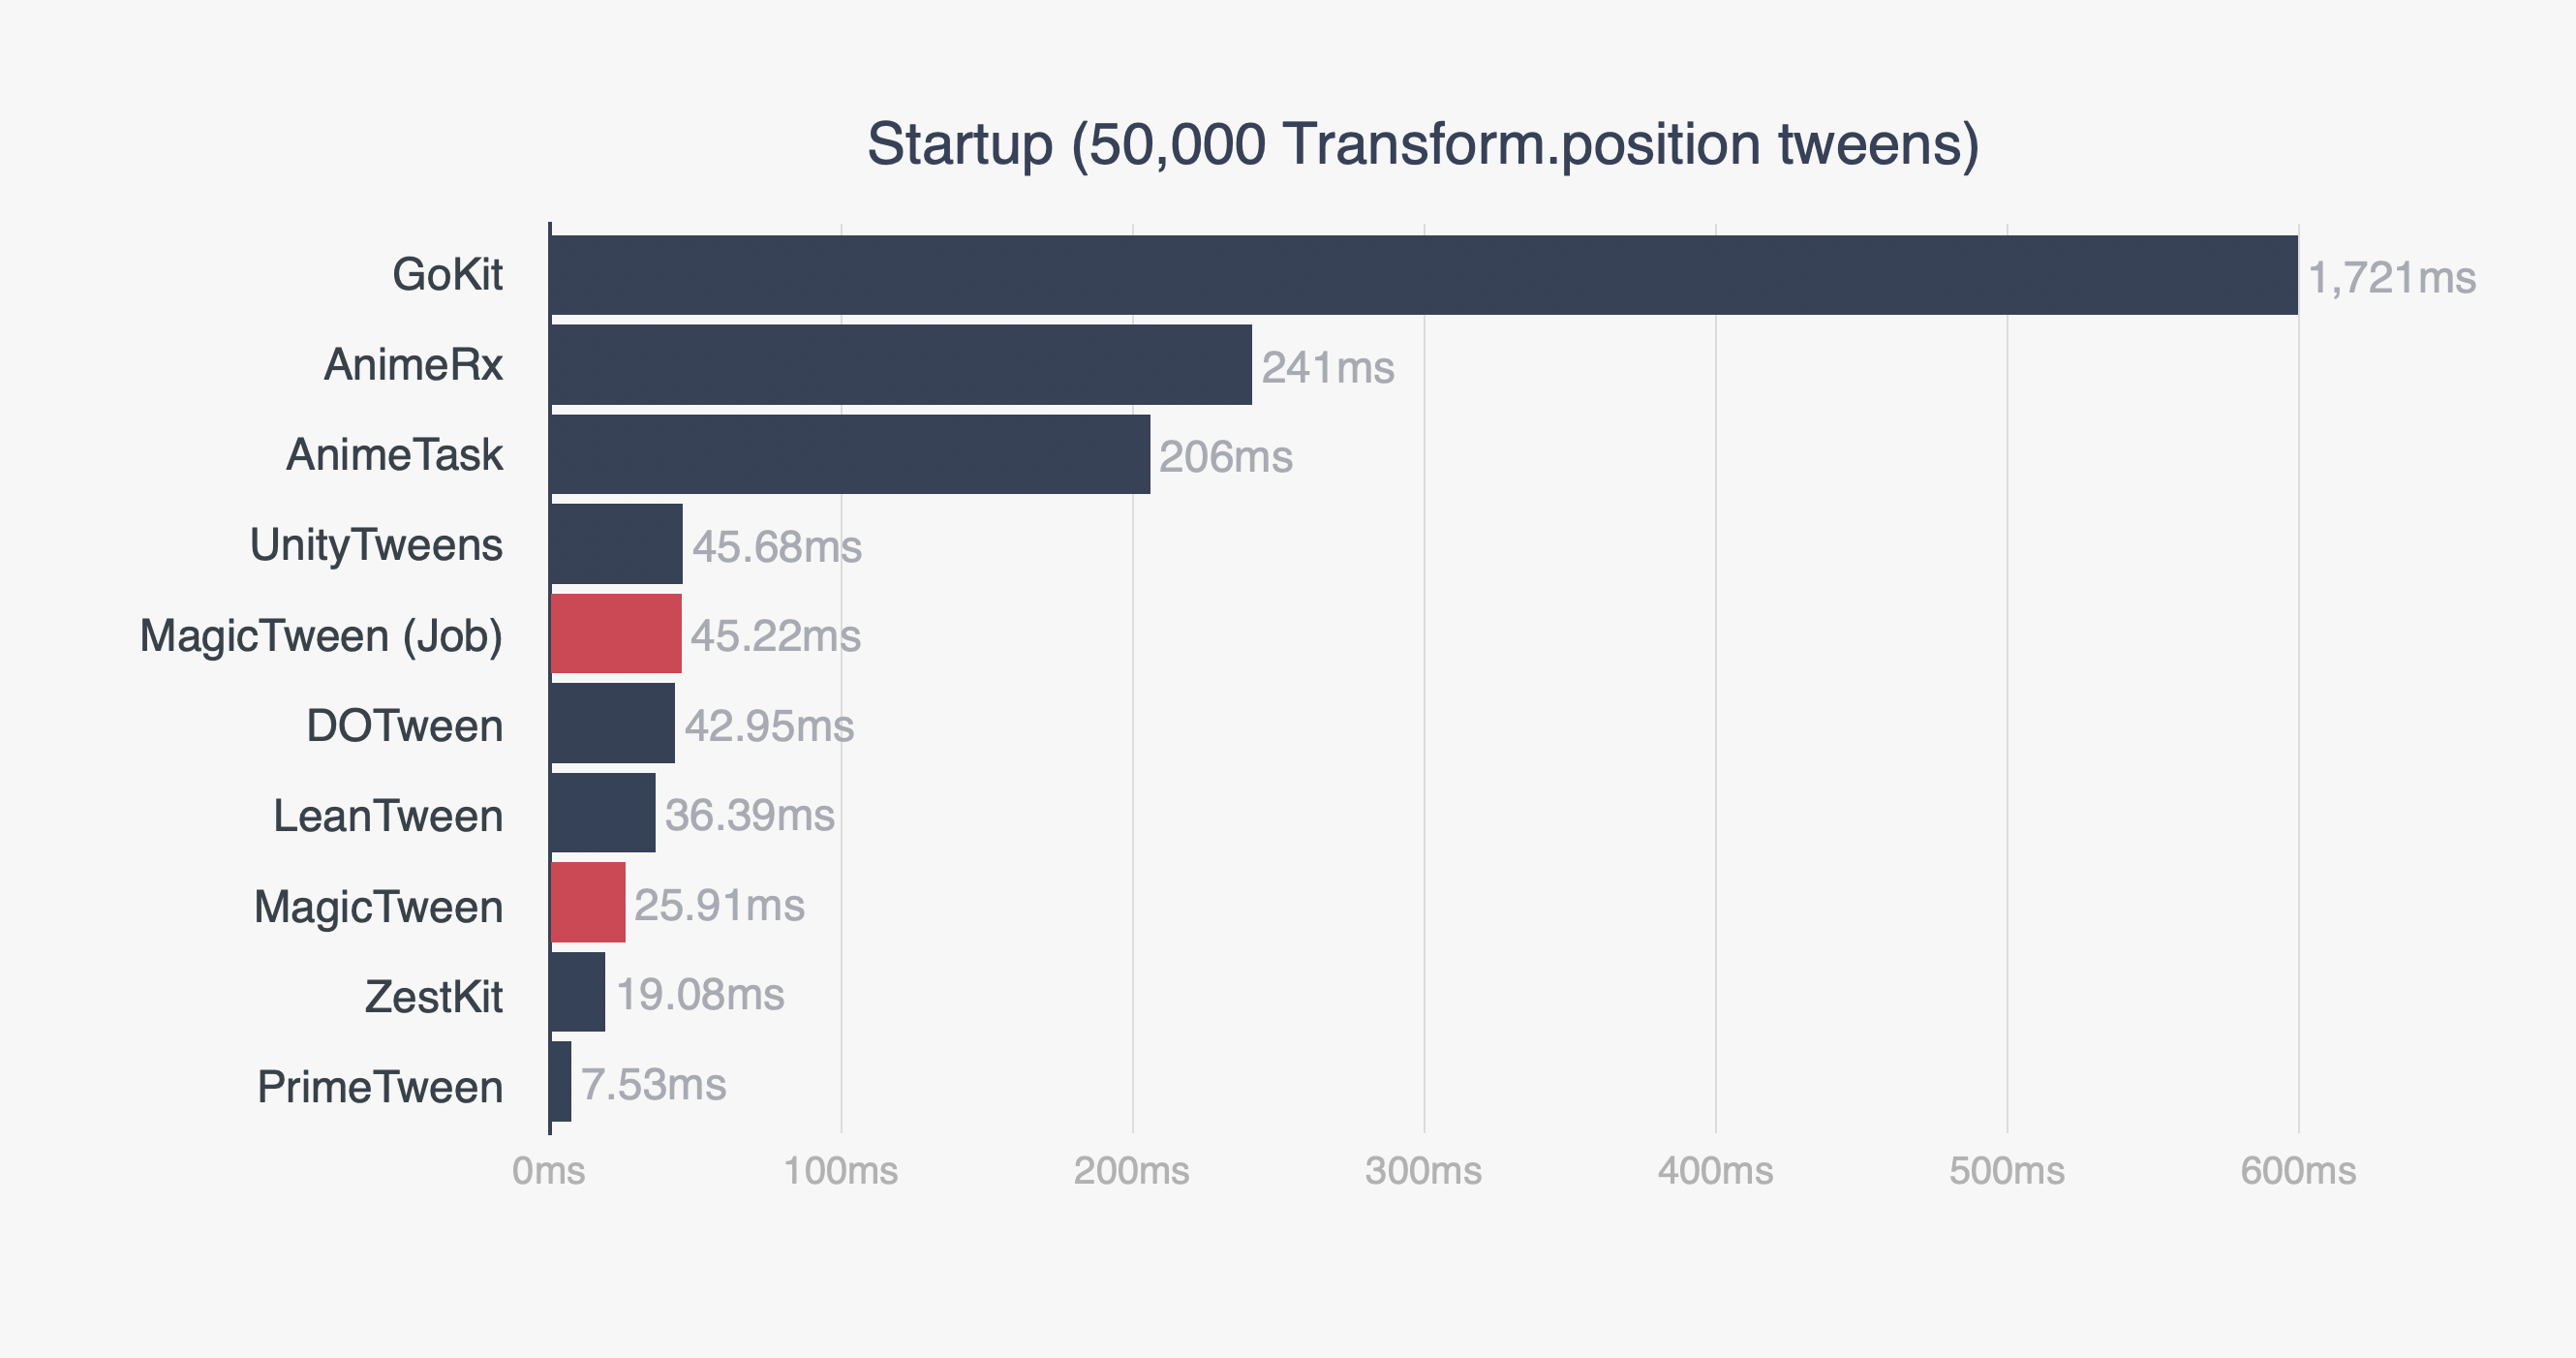 Startup (50,000 Transform.position tweens)
GoKit 1,721ms
AnimeRx 241ms
AnimeTask 206ms
UnityTweens 45.68ms
MagicTween (Job) 45.22ms
DOTween 42.95ms
LeanTween 36.39ms
MagicTween 25.91ms
ZestKit 19.08ms
PrimeTween 7.53ms
0ms 100ms 200ms 300ms 400ms 500ms 600ms